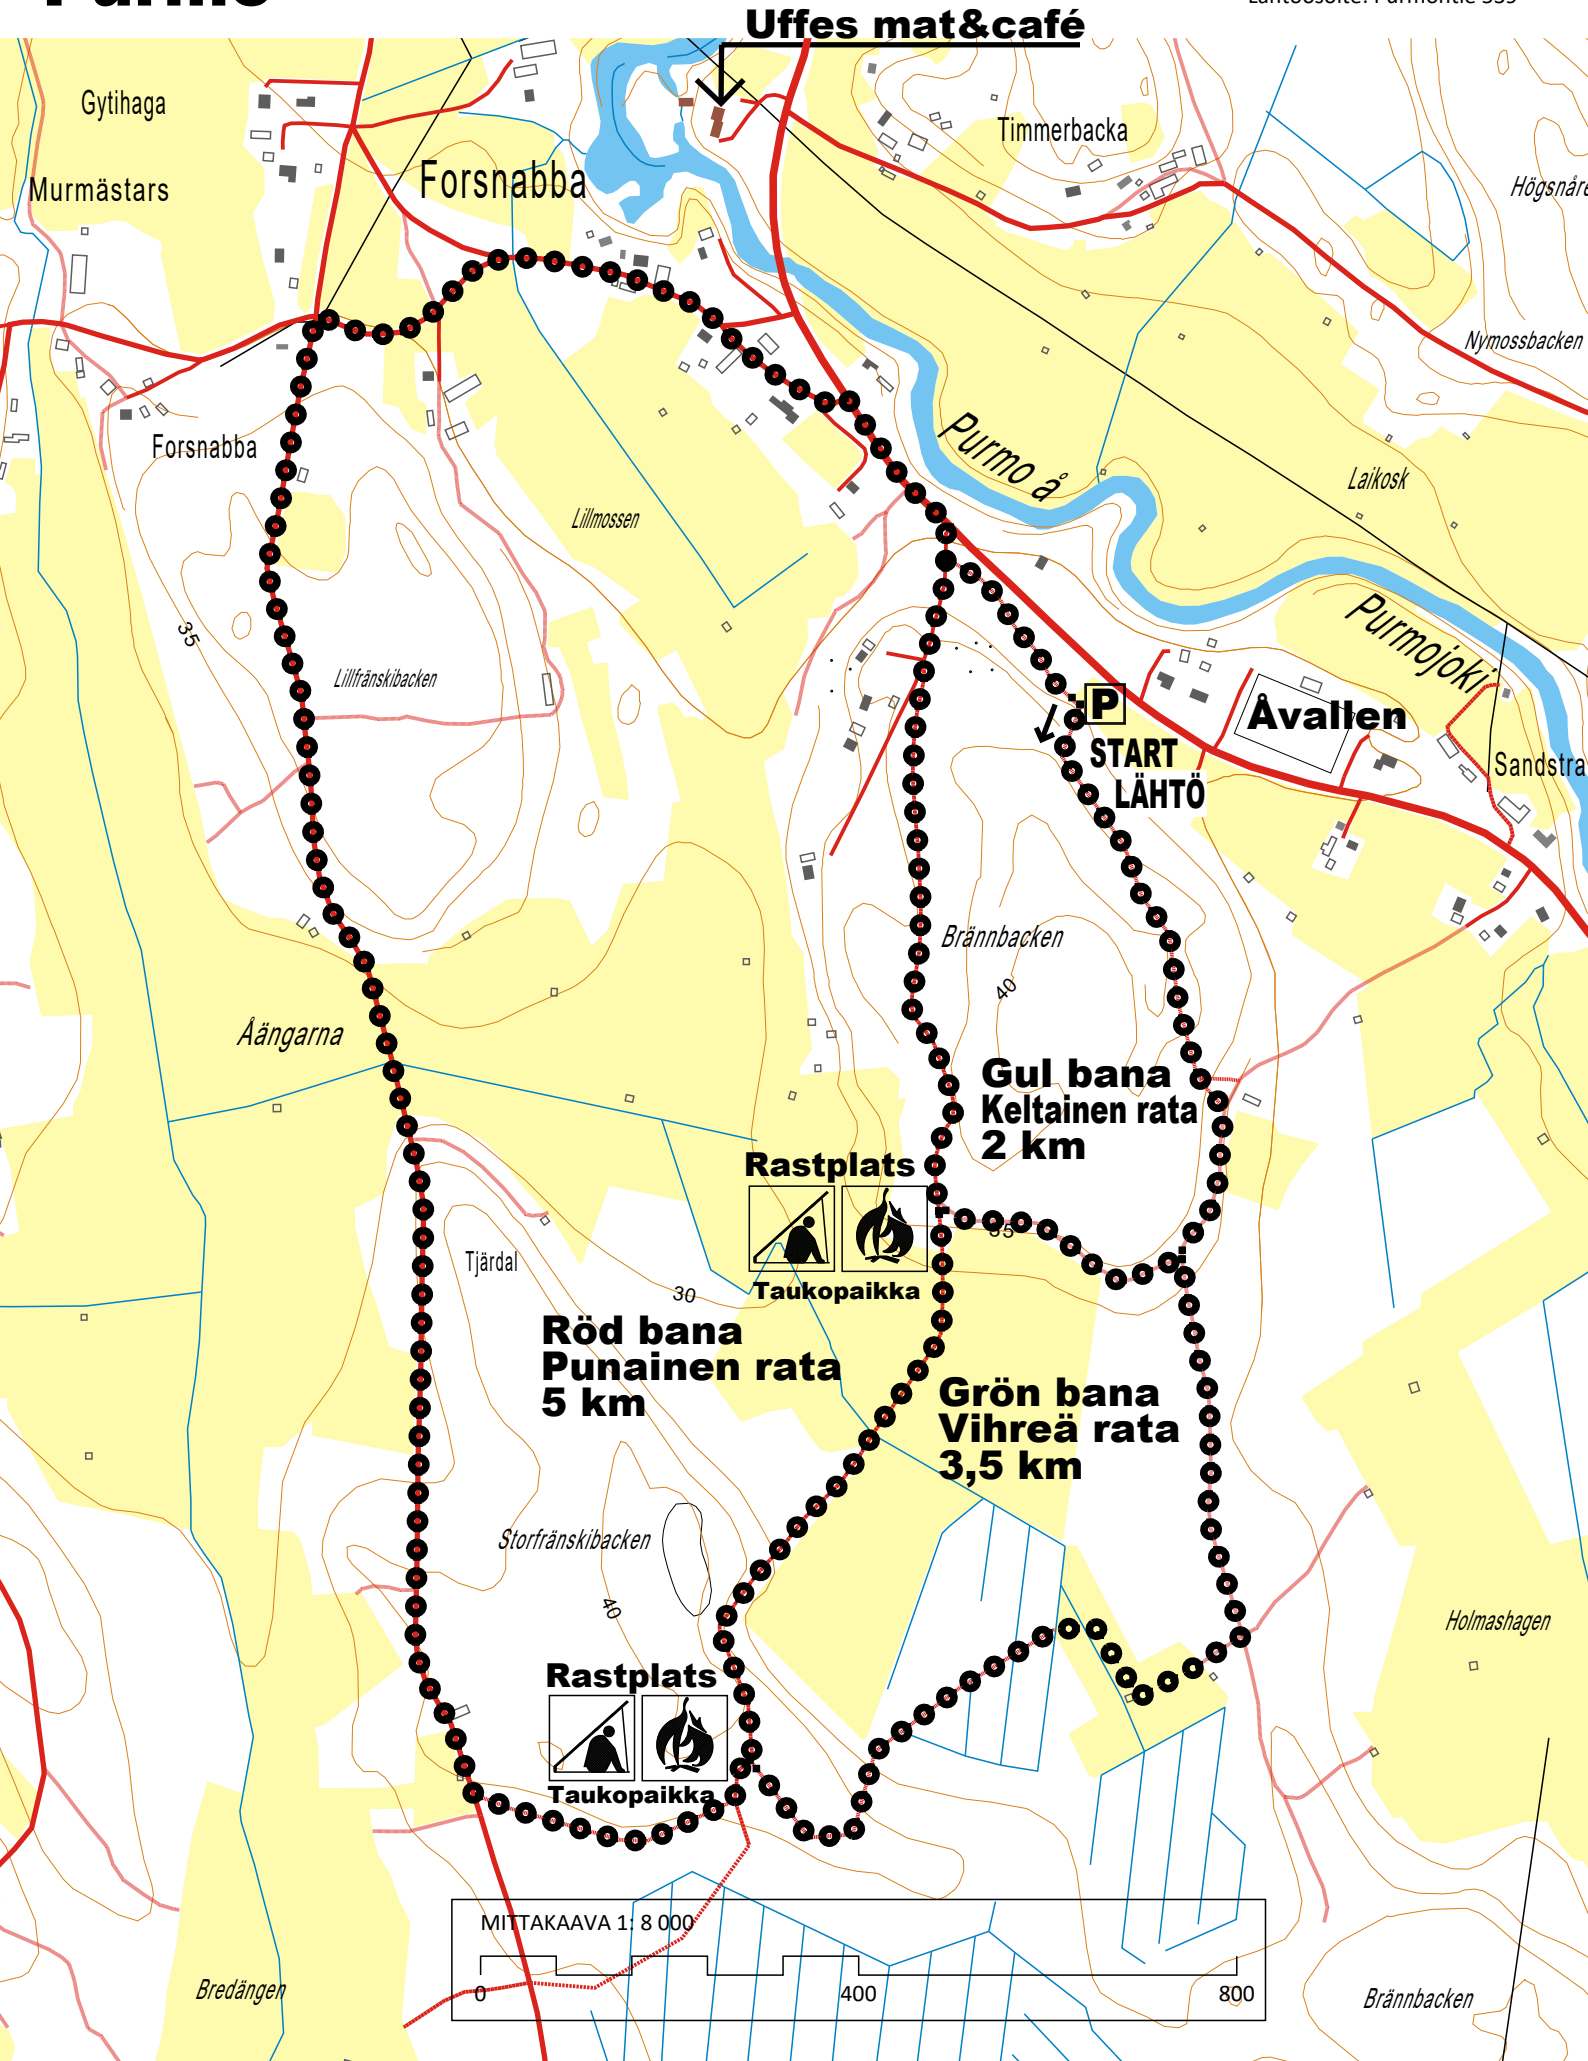 Uffes mat&café
Gytihaga
Timmerbacka
Murmästars
Forsnabba
Nymossbacken
Purmo å
Forsnabba
Laikosk
Lillmossen
Purmojoki
35
Lillfränskibacken
P
Åvallen
START
LÄHTÖ
Brännbacken
40
Åängarna
Gul bana
Keltainen rata
2 km
Rastplats
35
Tjärdal
Taukopaikka
30
Röd bana
Punainen rata
5 km
Grön bana
Vihreä rata
3,5 km
Storfränskibacken
40
Holmashagen
Rastplats
Taukopaikka
MITTAKAAVA 1: 8 000
0 400 800
Bredängen
Brännbacken